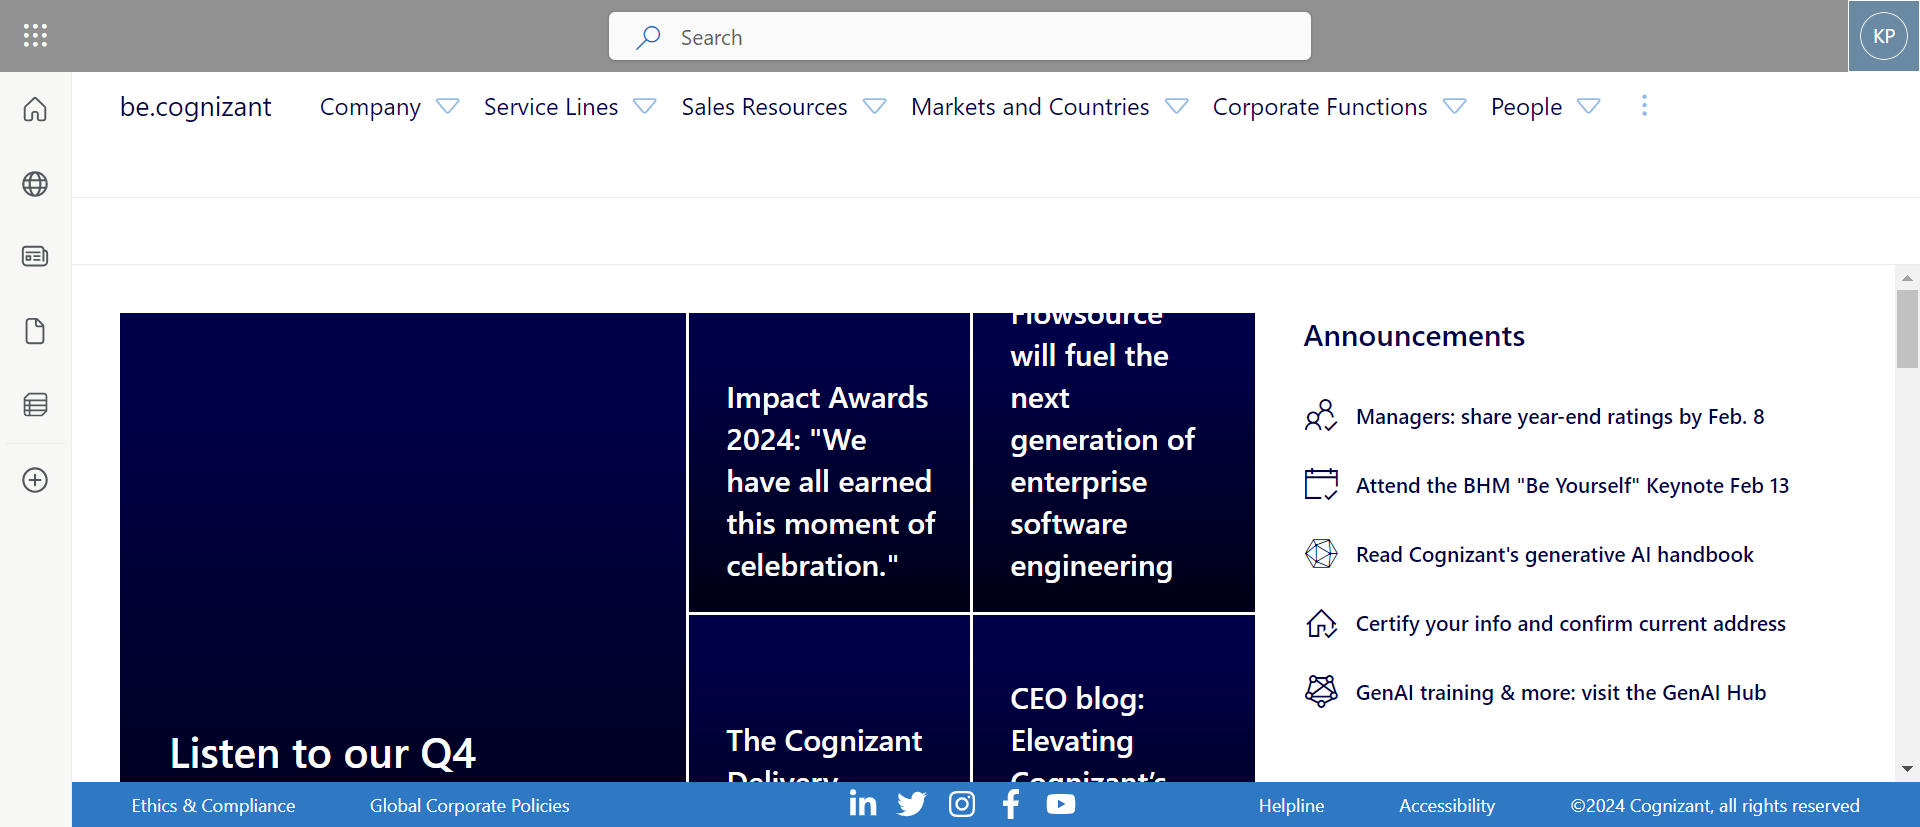 Search
KP
be.cognizant
Company
Service Lines
Sales Resources
Markets and Countries
Corporate Functions
People
Flowsource
will fuel the
next
generation of
enterprise
software
engineering
Impact Awards
2024: "We
have all earned
this moment of
celebration."
Listen to our Q4
The Cognizant
Delivery
CEO blog:
Elevating
Cognizant’s
Announcements
Managers: share year-end ratings by Feb. 8
Attend the BHM "Be Yourself" Keynote Feb 13
Read Cognizant's generative AI handbook
Certify your info and confirm current address
GenAI training & more: visit the GenAI Hub
Ethics & Compliance
Global Corporate Policies
Helpline
Accessibility
©2024 Cognizant, all rights reserved